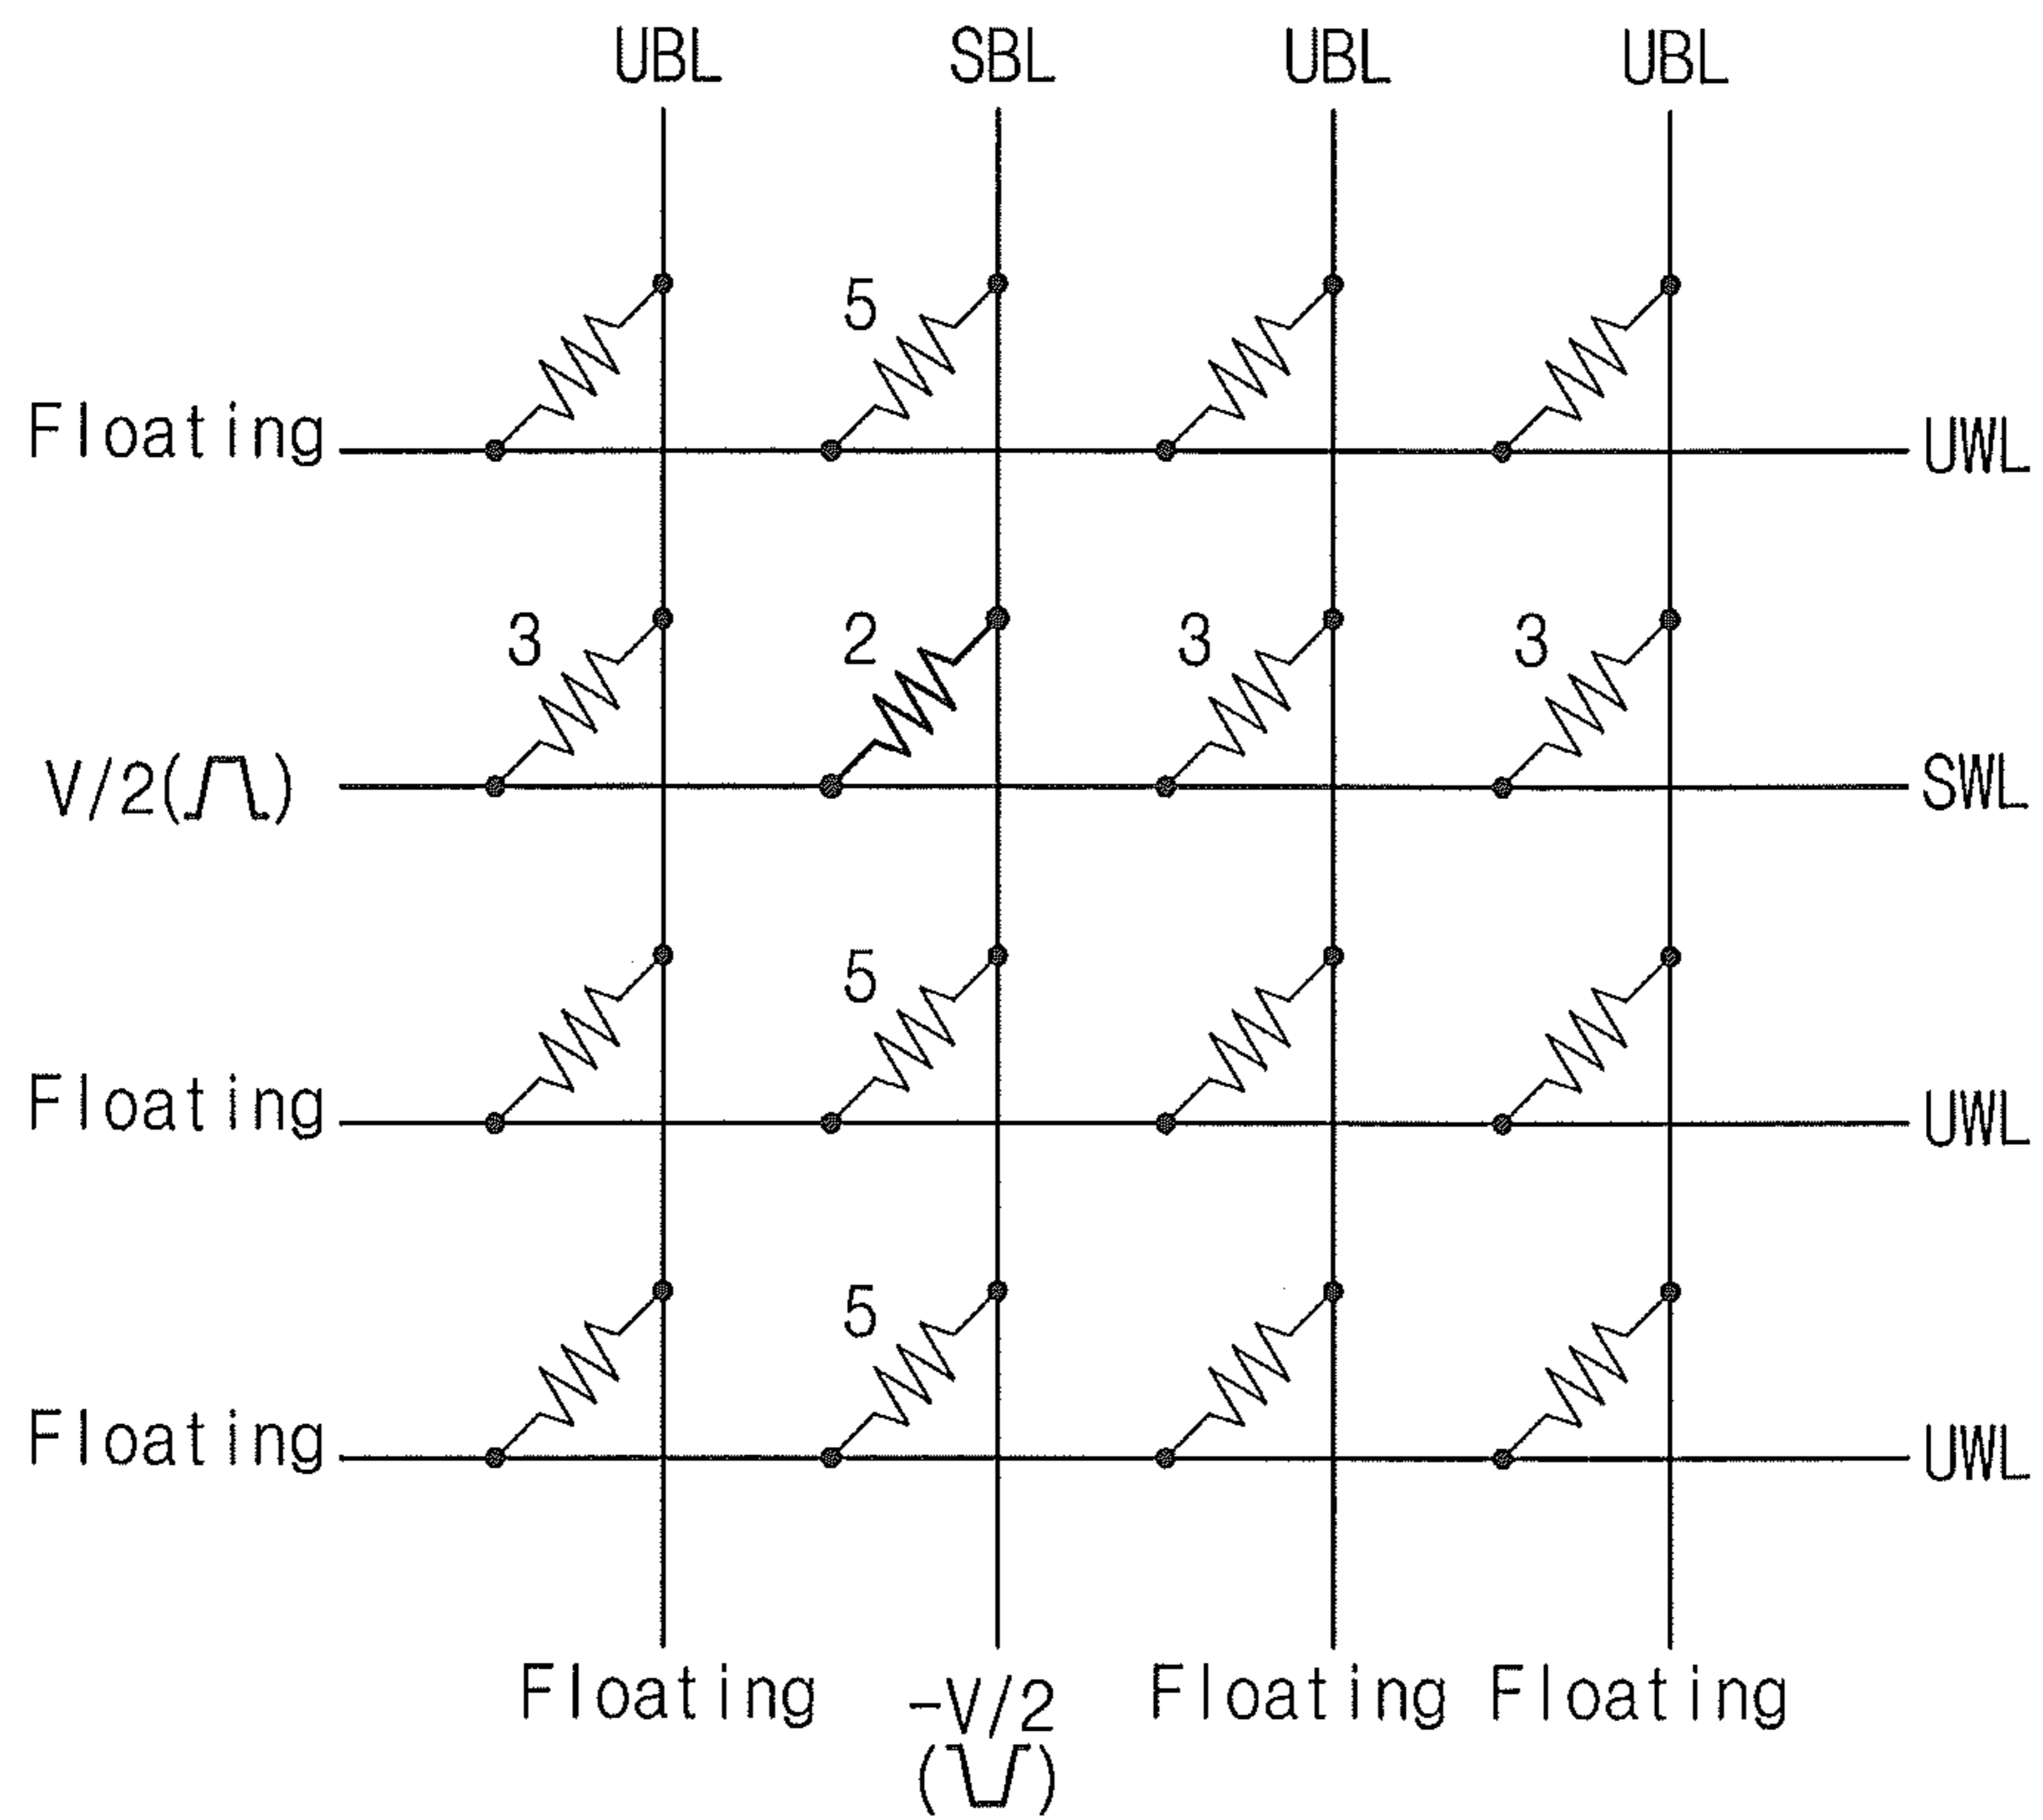 UBL SBL UBL UBL
5
Floating UWL
3 2 3 3
V/2( ) SWL
5
Floating UWL
5
Floating UWL
Floating -V/2 Floating Floating
( )